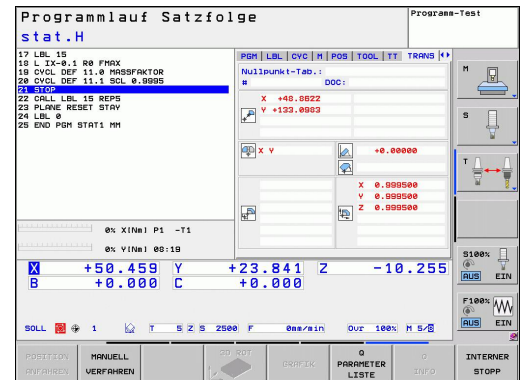 Programmlauf Satzfolge
Programm-Test
stat.H
17 LBL 15
18 L IX-0.1 R0 FMAX
19 CYCL DEF 11.0 MASSFAKTOR
20 CYCL DEF 11.1 SCL 0.9995
21 STOP
22 CALL LBL 15 REP5
23 PLANE RESET STAY
24 LBL 0
25 END PGM STAT1 MM
PGM LBL CYC M POS TOOL TT TRANS
Nullpunkt-Tab.:
# DOC:
X +48.8622
Y +133.0983
X Y
+0.00000
X 0.999500
Y 0.999500
Z 0.999500
0% X[Nm] P1 -T1
0% Y[Nm] 08:19
X +50.459 Y +23.841 Z -10.255
B +0.000 C +0.000
SOLL 1 T 5 Z S 2500 F 0mm/min Ovr 100% M 5/8
M
S
T
S100%
AUS EIN
F100%
AUS EIN
POSITION ANFAHREN
MANUELL VERFAHREN
3D ROT
GRAFIK
Q PARAMETER LISTE
Q INFO
INTERNER STOPP